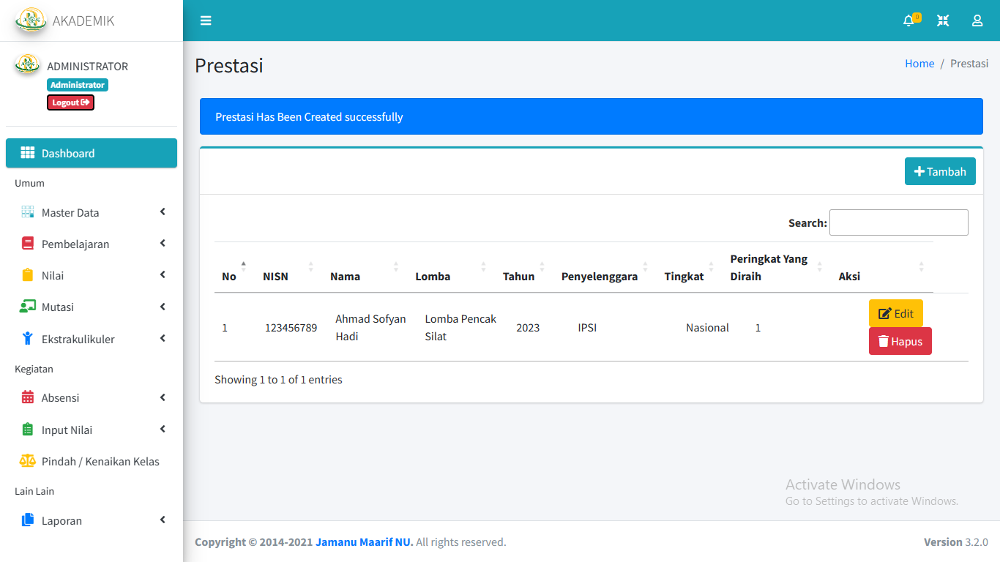 AKADEMIK
0
ADMINISTRATOR
Administrator
Logout
Dashboard
Umum
Master Data
Pembelajaran
Nilai
Mutasi
Ekstrakulikuler
Kegiatan
Absensi
Input Nilai
Pindah / Kenaikan Kelas
Lain Lain
Laporan
Prestasi
Home / Prestasi
Prestasi Has Been Created successfully
Tambah
Search:
No NISN Nama Lomba Tahun Penyelenggara Tingkat Peringkat Yang Diraih Aksi
1 123456789 Ahmad Sofyan Hadi Lomba Pencak Silat 2023 IPSI Nasional 1 Edit
Hapus
Showing 1 to 1 of 1 entries
Activate Windows
Go to Settings to activate Windows.
Copyright © 2014-2021 Jamanu Maarif NU. All rights reserved.
Version 3.2.0